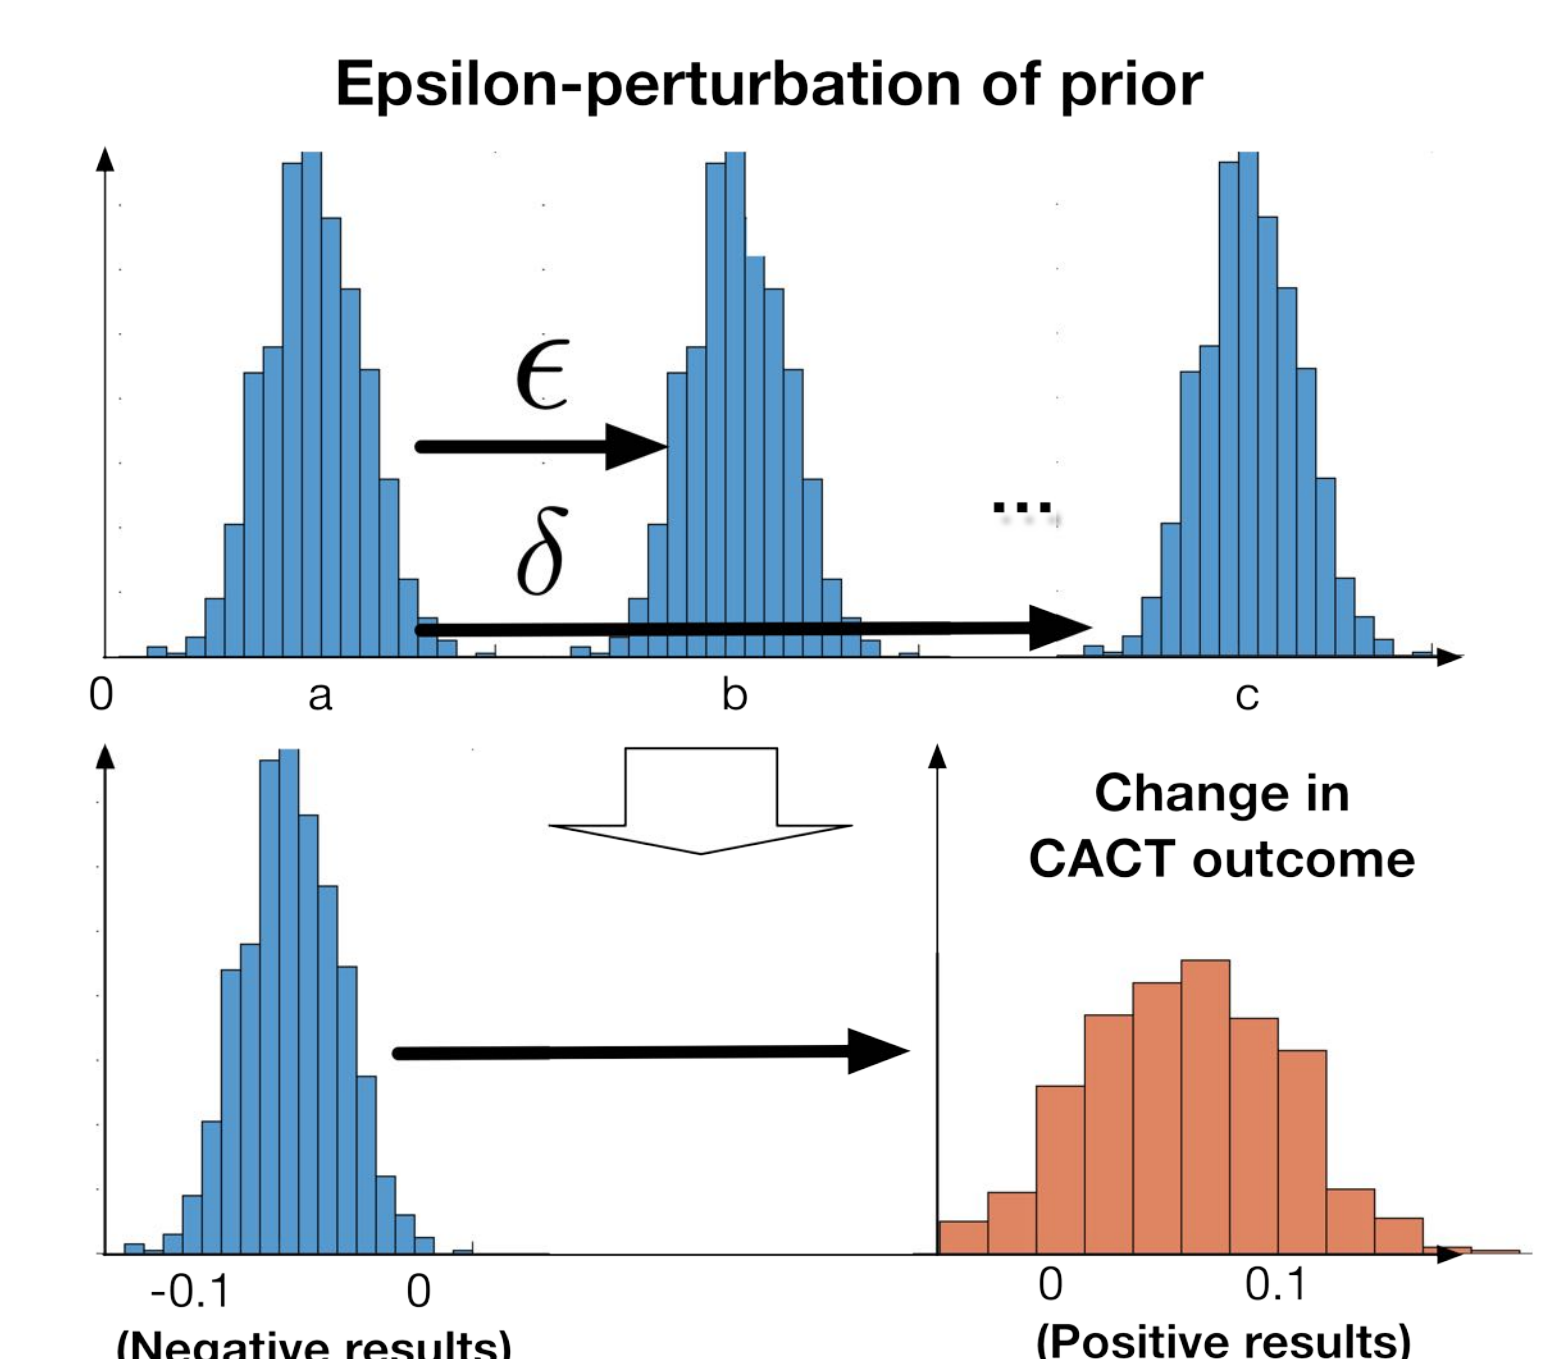 Epsilon-perturbation of prior
ϵ
δ
...
0 a b c
Change in
CACT outcome
-0.1 0 0 0.1
(Negative results) (Positive results)